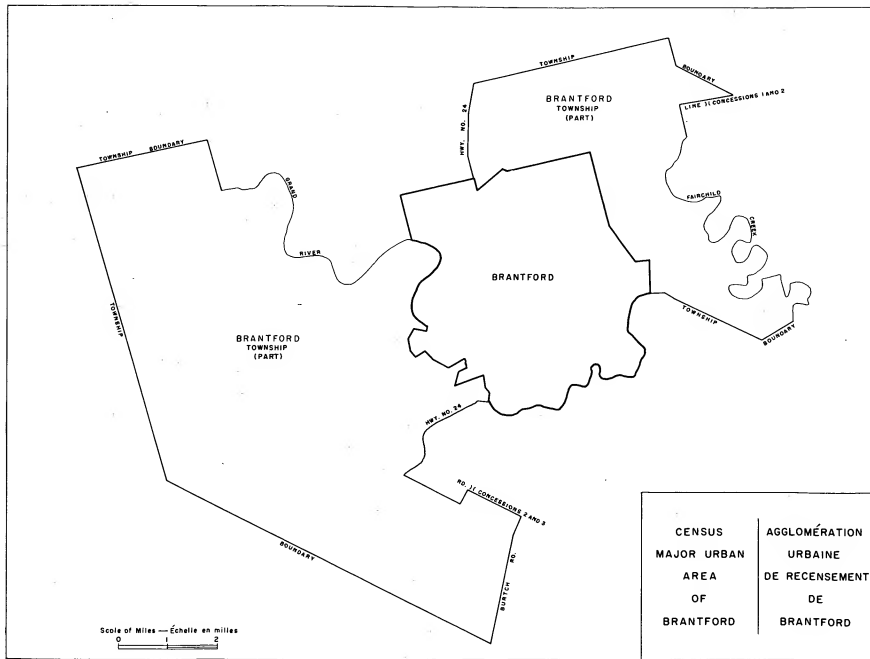 TOWNSHIP
BOUNDARY
BRANTFORD
TOWNSHIP
(PART)
LINE )( CONCESSIONS 1 AND 2
HWY. NO. 24
TOWNSHIP BOUNDARY
GRAND
RIVER
FAIRCHILD
CREEK
BRANTFORD
TOWNSHIP
BRANTFORD
TOWNSHIP
(PART)
TOWNSHIP
BOUNDARY
HWY. NO. 24
RD. )( CONCESSIONS 2 AND 3
BURTCH RD.
BOUNDARY
CENSUS
MAJOR URBAN
AREA
OF
BRANTFORD
AGGLOMÉRATION
URBAINE
DE RECENSEMENT
DE
BRANTFORD
Scale of Miles — Échelle en milles
0 1 2